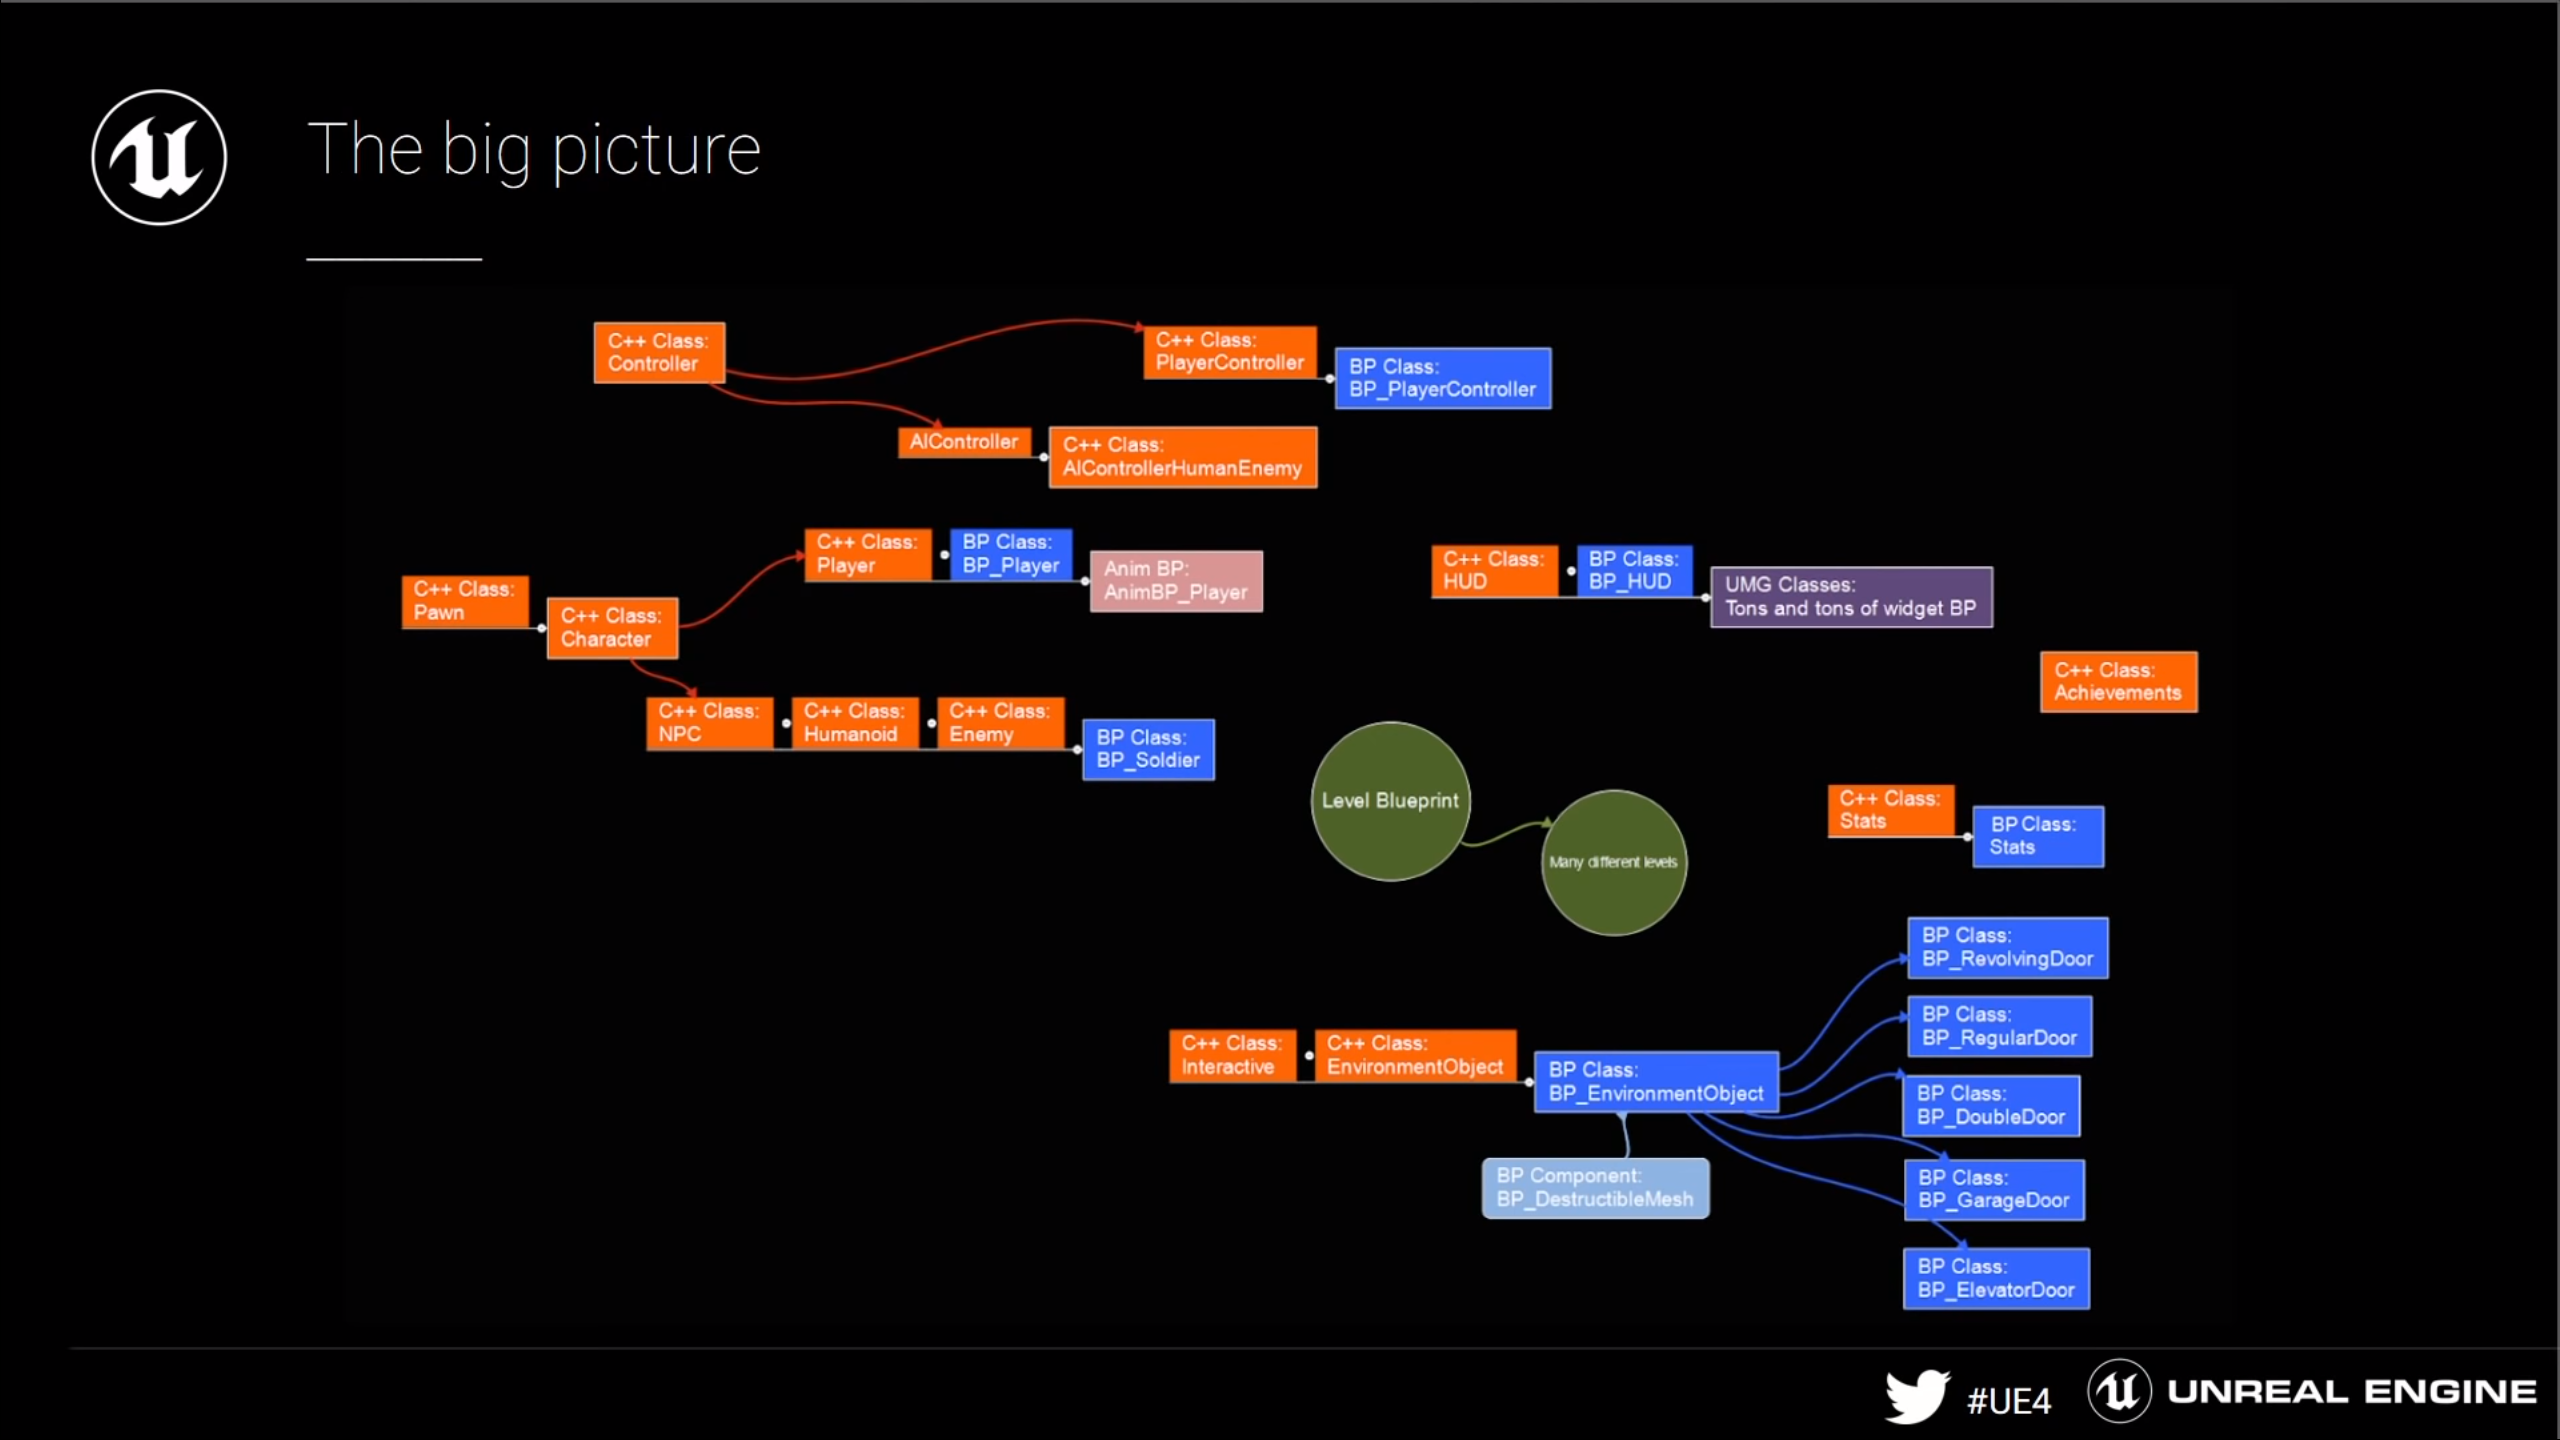 The big picture
C++ Class:
Controller
C++ Class:
PlayerController
BP Class:
BP_PlayerController
AIController
C++ Class:
AIControllerHumanEnemy
C++ Class:
Pawn
C++ Class:
Character
C++ Class:
Player
BP Class:
BP_Player
Anim BP:
AnimBP_Player
C++ Class:
NPC
C++ Class:
Humanoid
C++ Class:
Enemy
BP Class:
BP_Soldier
C++ Class:
HUD
BP Class:
BP_HUD
UMG Classes:
Tons and tons of widget BP
C++ Class:
Achievements
Level Blueprint
Many different levels
C++ Class:
Stats
BP Class:
Stats
C++ Class:
Interactive
C++ Class:
EnvironmentObject
BP Class:
BP_EnvironmentObject
BP Component:
BP_DestructibleMesh
BP Class:
BP_RevolvingDoor
BP Class:
BP_RegularDoor
BP Class:
BP_DoubleDoor
BP Class:
BP_GarageDoor
BP Class:
BP_ElevatorDoor
#UE4
UNREAL ENGINE